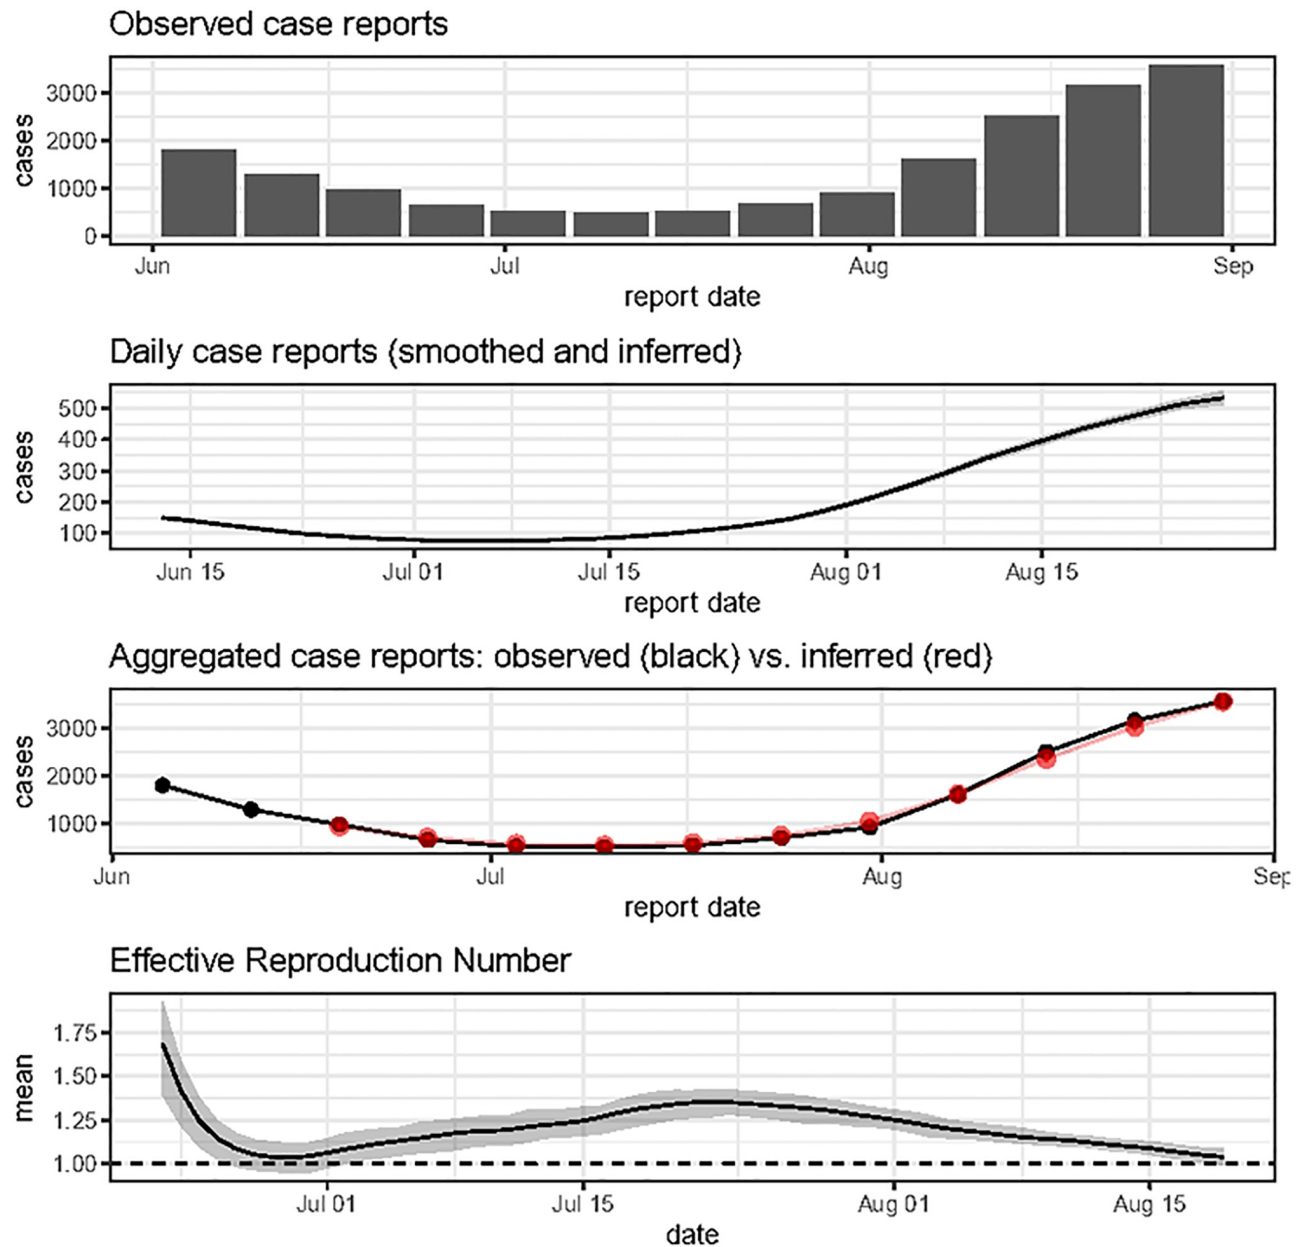 Observed case reports
3000
2000
1000
0
cases
Jun Jul Aug Sep
report date
Daily case reports (smoothed and inferred)
500
400
300
200
100
cases
Jun 15 Jul 01 Jul 15 Aug 01 Aug 15
report date
Aggregated case reports: observed (black) vs. inferred (red)
3000
2000
1000
cases
Jun Jul Aug Sep
report date
Effective Reproduction Number
1.75
1.50
1.25
1.00
mean
Jul 01 Jul 15 Aug 01 Aug 15
date